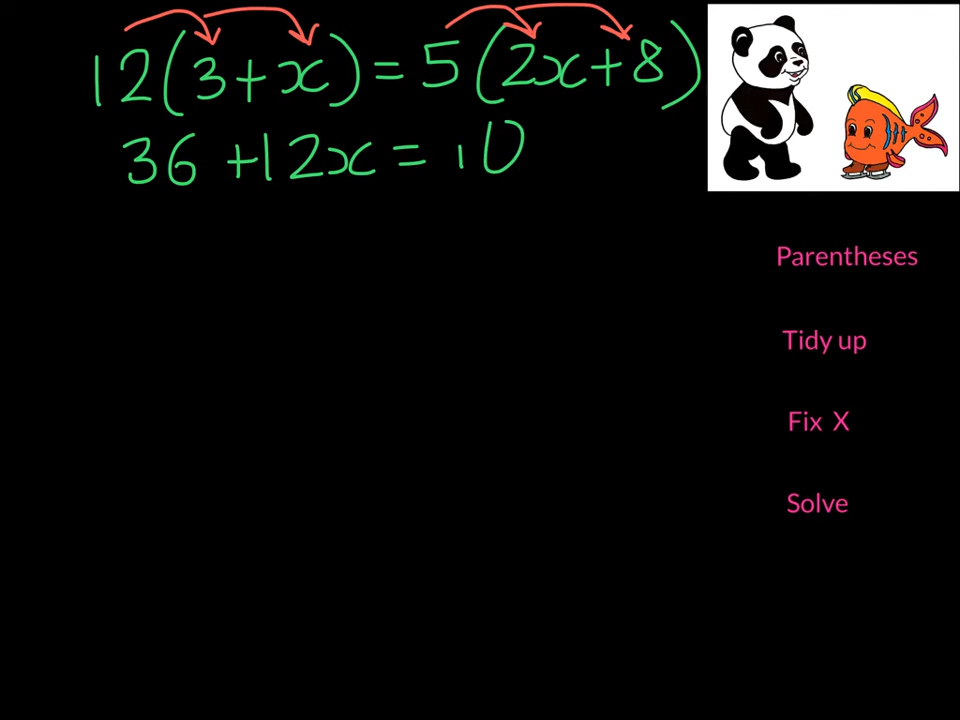 12(3+x)=5(2x+8)
36+12x=10
Parentheses
Tidy up
Fix X
Solve